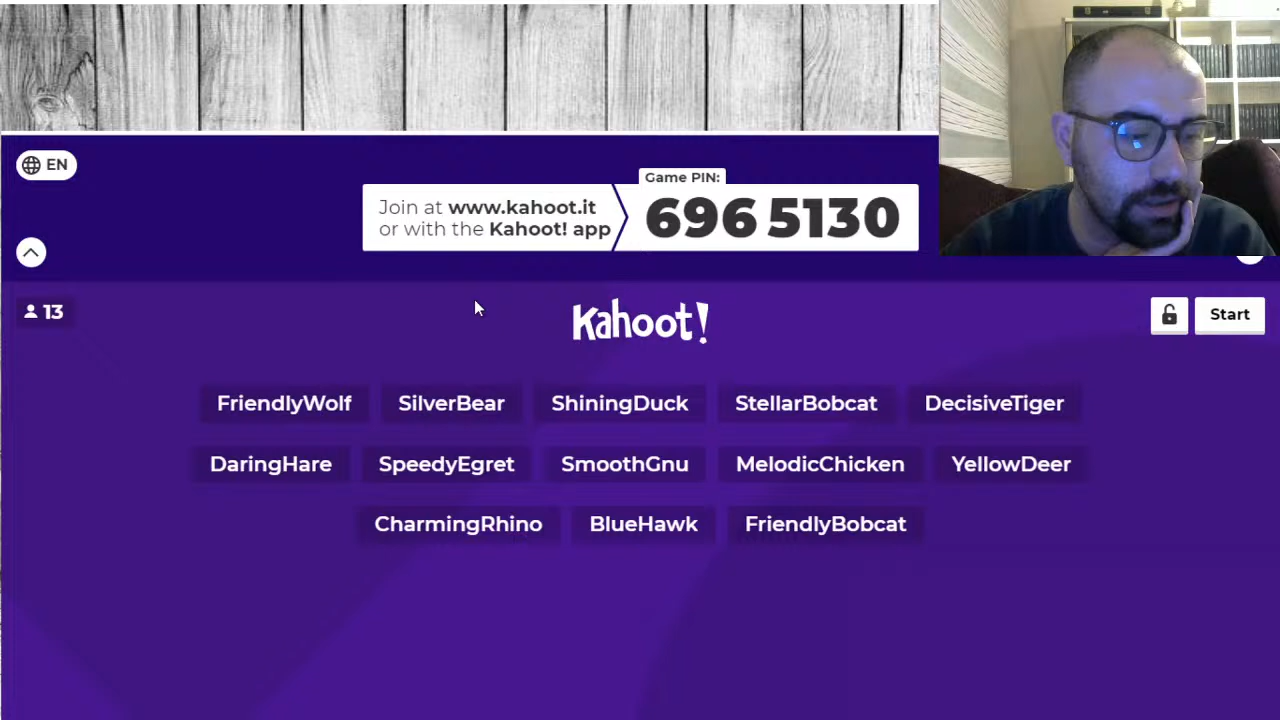 EN
Game PIN:
Join at www.kahoot.it
or with the Kahoot! app
696 5130
13
Kahoot!
Start
FriendlyWolf SilverBear ShiningDuck StellarBobcat DecisiveTiger
DaringHare SpeedyEgret SmoothGnu MelodicChicken YellowDeer
CharmingRhino BlueHawk FriendlyBobcat